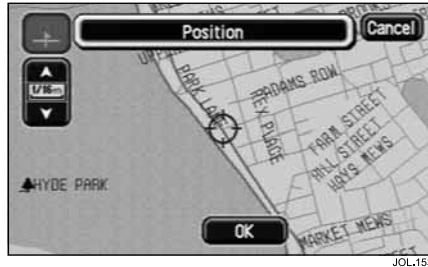 Position
Cancel
1/16m
UPPER
PARK LANE
ADAMS ROW
REX PLACE
FARM STREET
HILL STREET
HAYS MEWS
HYDE PARK
MARKET MEWS
OK
JOL.15